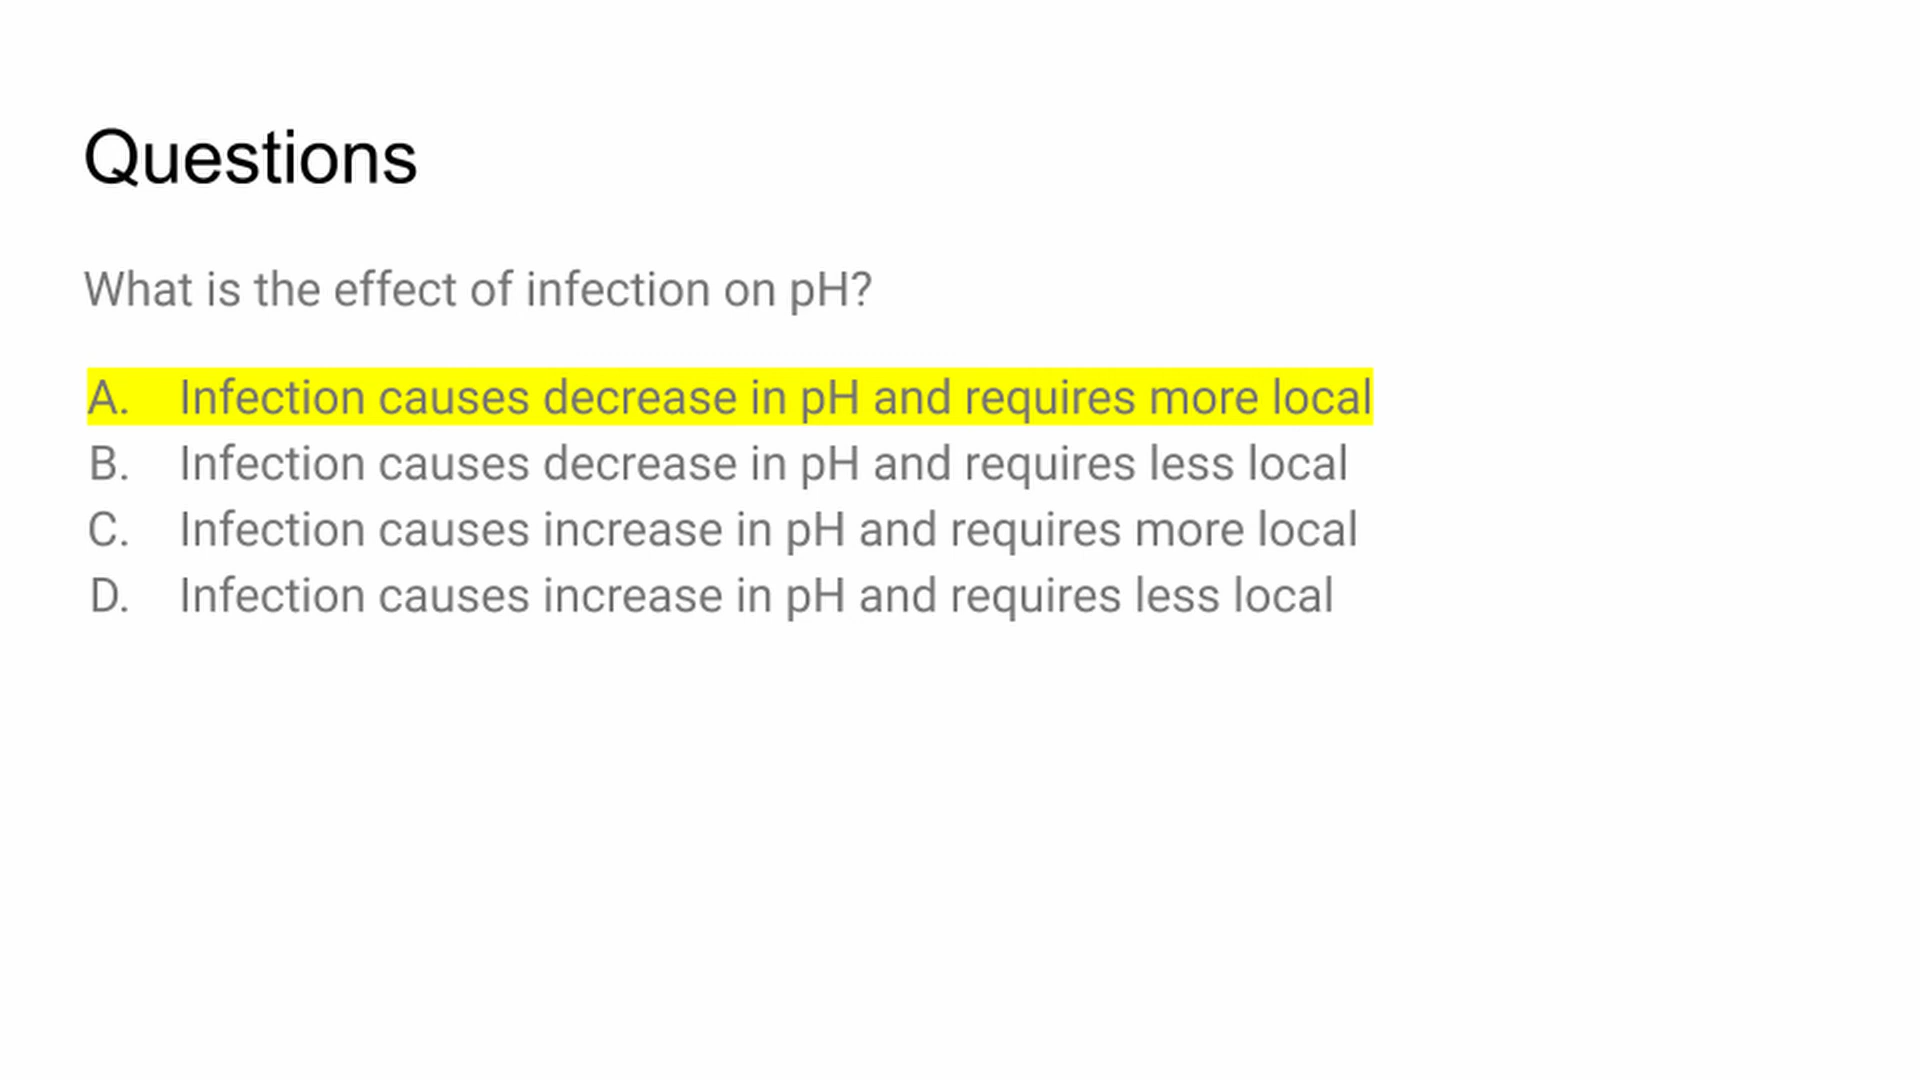 Questions
What is the effect of infection on pH?
A. Infection causes decrease in pH and requires more local
B. Infection causes decrease in pH and requires less local
C. Infection causes increase in pH and requires more local
D. Infection causes increase in pH and requires less local